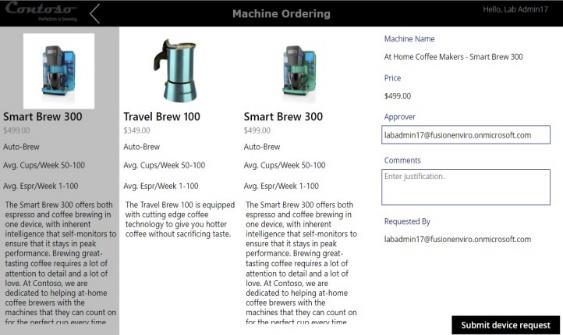 Contoso
Perfection is Brewing
Machine Ordering
Hello, Lab Admin17
Smart Brew 300
$499.00
Auto-Brew
Avg. Cups/Week 50-100
Avg. Espr/Week 1-100
The Smart Brew 300 offers both
espresso and coffee brewing in
one device, with inherent
intelligence that self-monitors to
ensure that it stays in peak
performance. Brewing great-
tasting coffee requires a lot of
attention to detail and a lot of
love. At Contoso, we are
dedicated to helping at-home
coffee brewers with the
machines that they can trust
for the perfect cup every time
Travel Brew 100
$349.00
Auto-Brew
Avg. Cups/Week 50-100
Avg. Espr/Week 1-100
The Travel Brew 100 is equipped
with cutting edge coffee
technology to give you hotter
coffee without sacrificing taste.
Smart Brew 300
$499.00
Auto-Brew
Avg. Cups/Week 50-100
Avg. Espr/Week 1-100
The Smart Brew 300 offers both
espresso and coffee brewing in
one device, with inherent
intelligence that self-monitors to
ensure that it stays in peak
performance. Brewing great-
tasting coffee requires a lot of
attention to detail and a lot of
love. At Contoso, we are
dedicated to helping at-home
coffee brewers with the
machines that they can trust
for the perfect cup every time
Machine Name
At Home Coffee Makers - Smart Brew 300
Price
$499.00
Approver
labadmin17@fusionenviro.onmicrosoft.com
Comments
Enter justification.
Requested By
labadmin17@fusionenviro.onmicrosoft.com
Submit device request